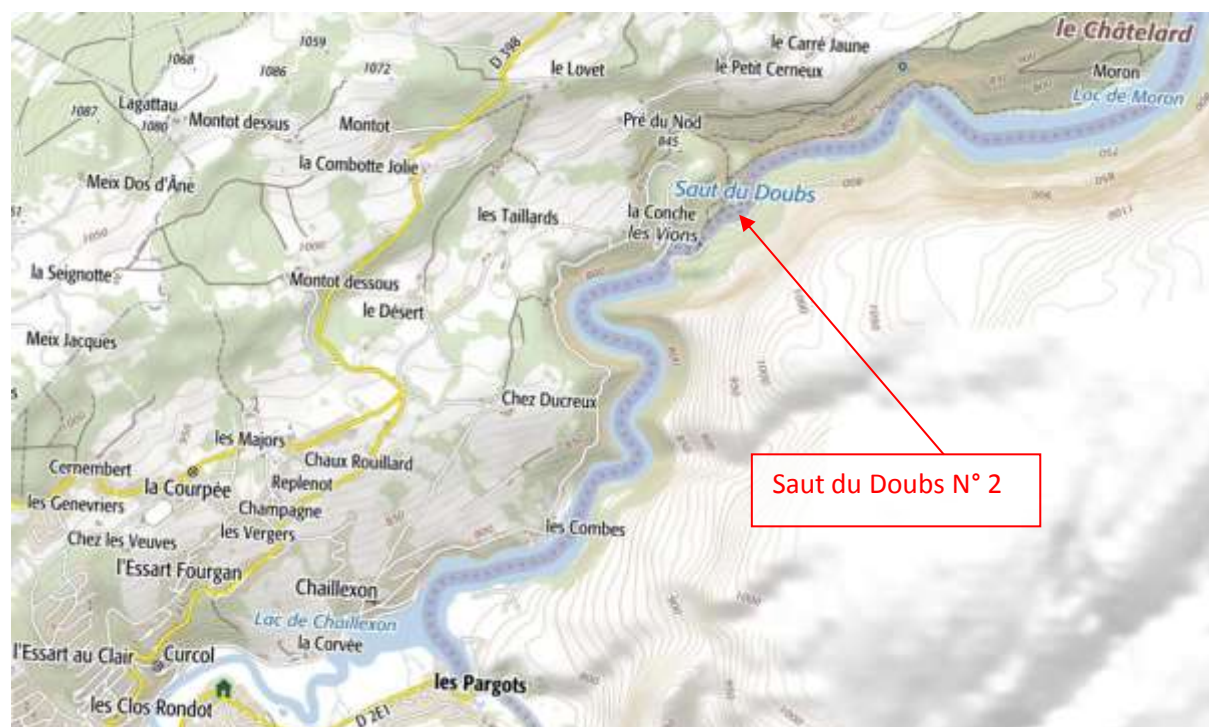 le Châtelard
1059
D 398
le Carré Jaune
1068
1086
1072
le Lovet
le Petit Cerneux
Moron
Lac de Moron
Lagattau
1087
1080
Montot dessus
Montot
Pré du Nod
845
la Combotte Jolie
Meix Dos d'Âne
Saut du Doubs
les Taillards
la Conche
les Vions
1050
1000
la Seignotte
Montot dessous
le Désert
Meix Jacques
Chez Ducreux
les Majors
Cernembert
Chaux Rouillard
la Courpée
Replenot
les Genevriers
Champagne
Saut du Doubs N° 2
Chez les Veuves
les Vergers
les Combes
l'Essart Fourgan
Chaillexon
Lac de Chaillexon
la Corvée
l'Essart au Clair
Curcol
les Pargots
les Clos Rondot
D 2E1